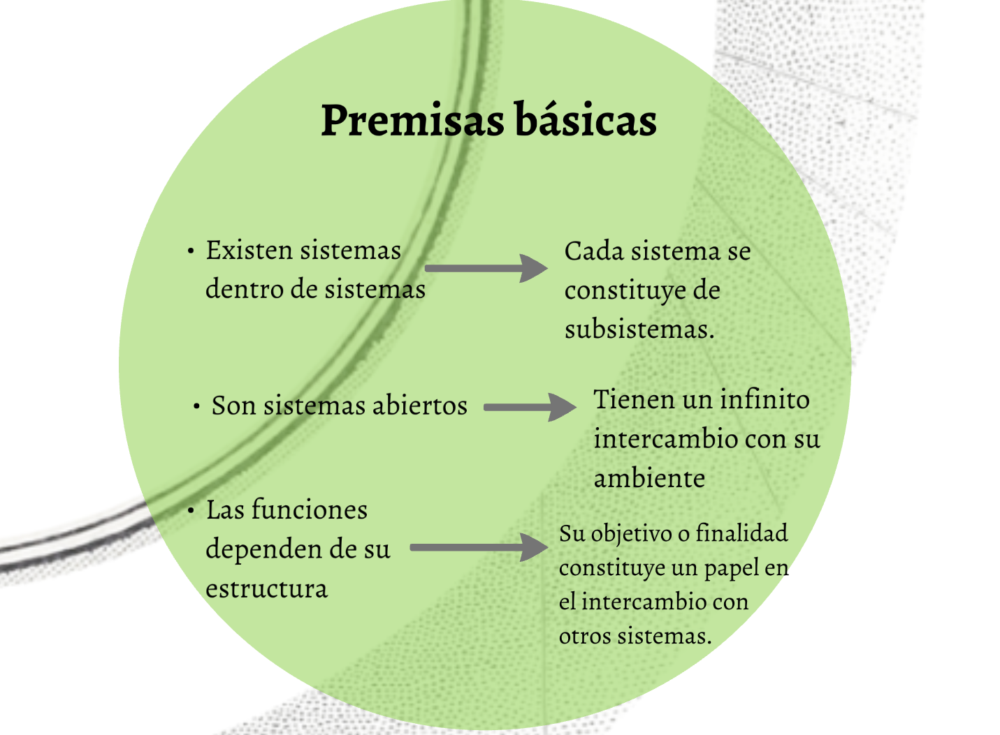 Premisas básicas
• Existen sistemas
dentro de sistemas
Cada sistema se
constituye de
subsistemas.
• Son sistemas abiertos
Tienen un infinito
intercambio con su
ambiente
• Las funciones
dependen de su
estructura
Su objetivo o finalidad
constituye un papel en
el intercambio con
otros sistemas.